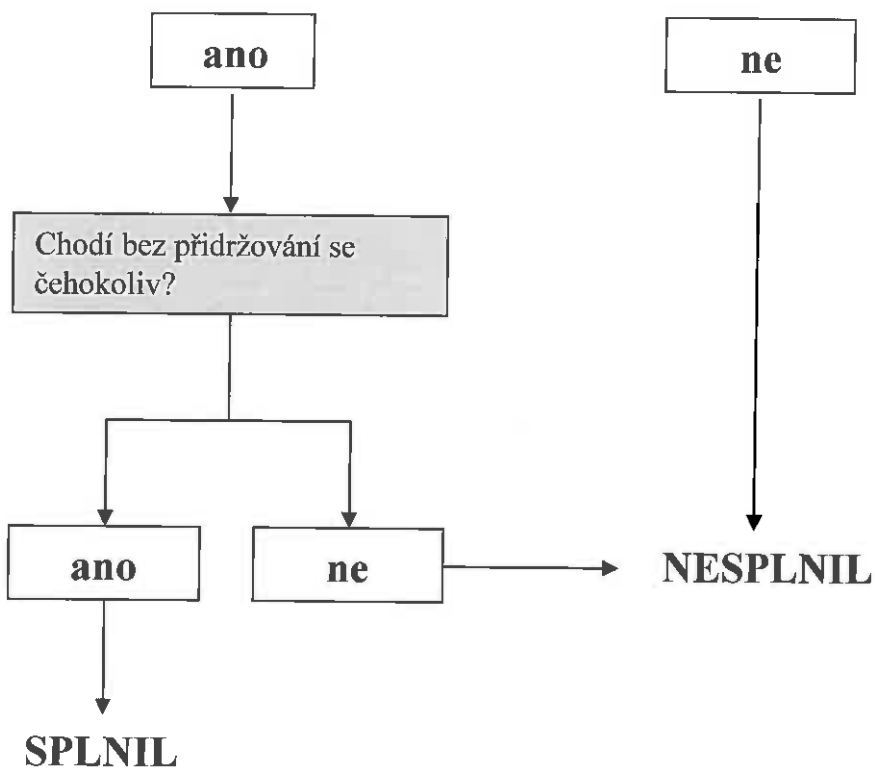 ano
ne
Chodí bez přidržování se
čehokoliv?
ano
ne
NESPLNIL
SPLNIL